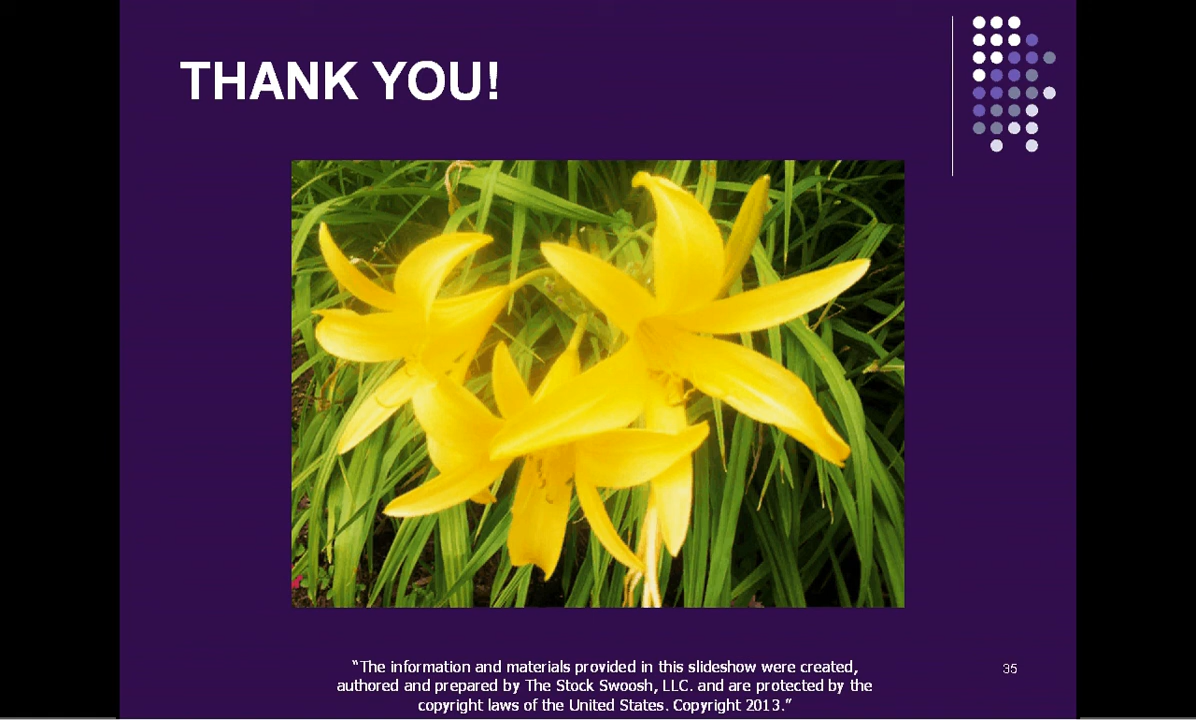 THANK YOU!
“The information and materials provided in this slideshow were created,
authored and prepared by The Stock Swoosh, LLC. and are protected by the
copyright laws of the United States. Copyright 2013.”
35